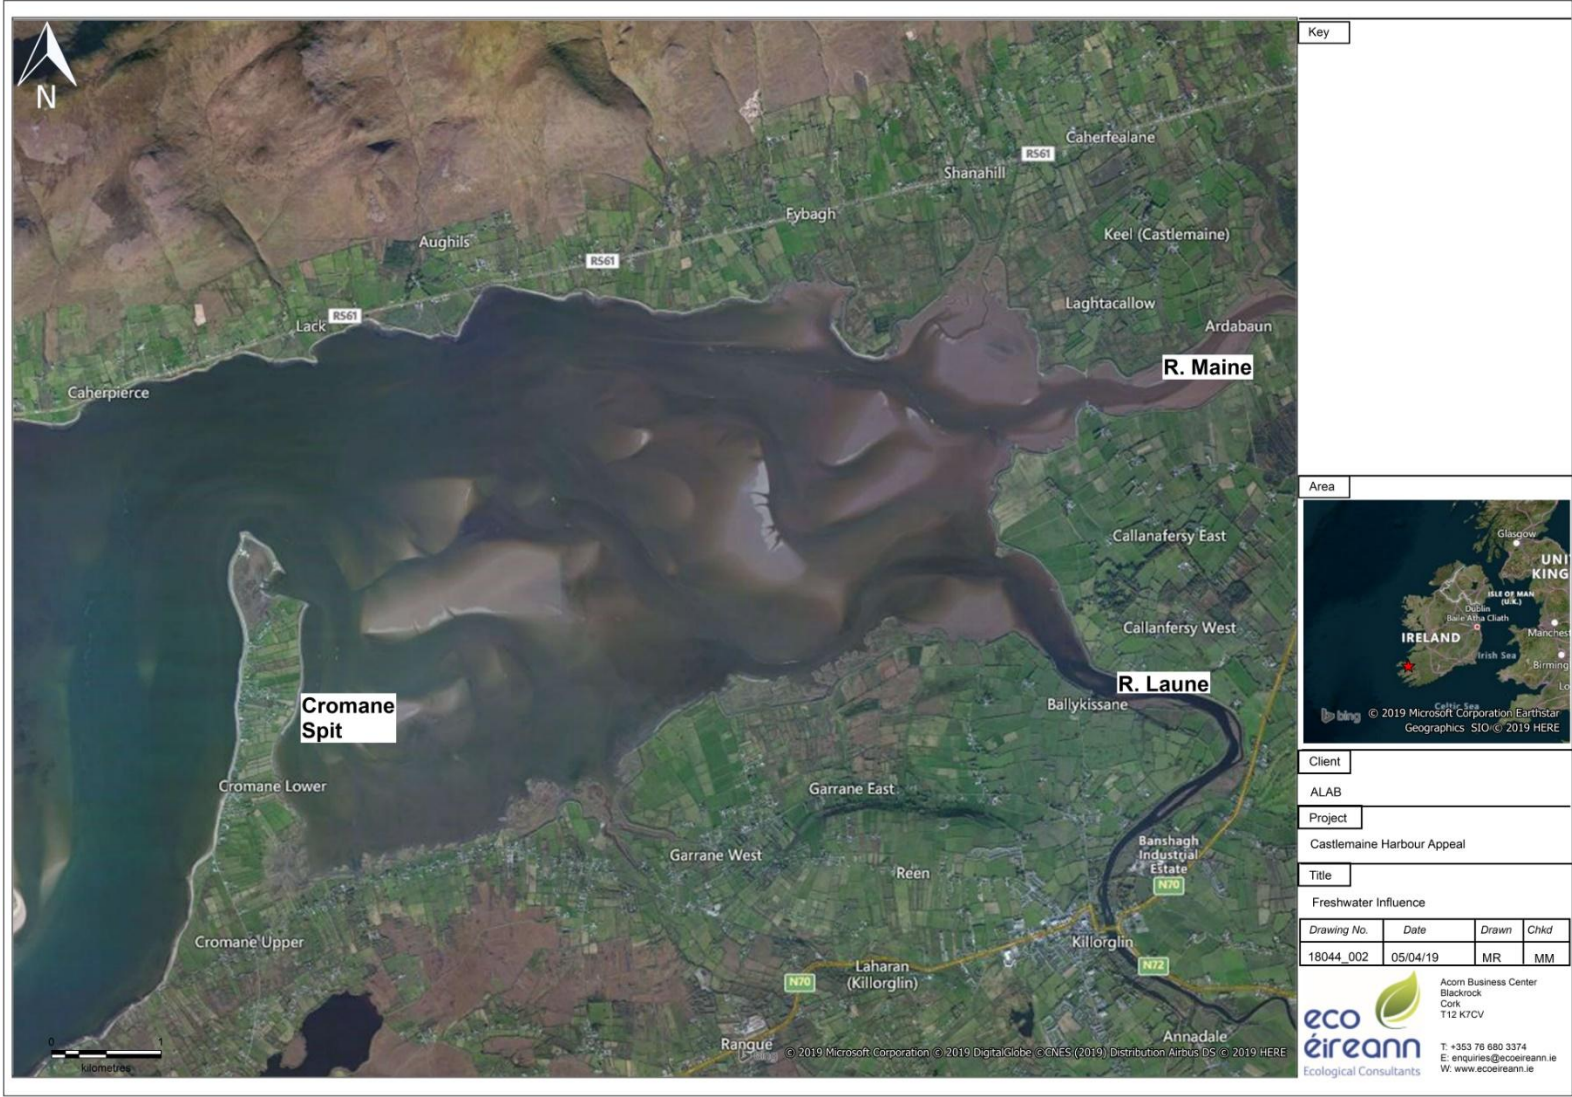 N
Caherfealane
R561
Shanahill
Fybagh
Keel (Castlemaine)
Aughils
R561
Laghtacallow
Lack
R561
Ardabaun
R. Maine
Caherpierce
Callanafersy East
Callanfersy West
R. Laune
Ballykissane
Cromane
Spit
Cromane Lower
Garrane East
Garrane West
Banshagh
Industrial
Estate
N70
Reen
Cromane Upper
Killorglin
Laharan
(Killorglin)
N72
N70
Rangue
Annadale
0 1
kilometres
© 2019 Microsoft Corporation © 2019 DigitalGlobe © CNES (2019) Distribution Airbus DS © 2019 HERE
Key
Area
Glasgow
UNI
KING
ISLE OF MAN
(U.K.)
Dublin
Baile Átha Cliath
Manchest
IRELAND
Irish Sea
Birming
Lo
Celtic Sea
bing © 2019 Microsoft Corporation Earthstar
Geographics SIO © 2019 HERE
Client
ALAB
Project
Castlemaine Harbour Appeal
Title
Freshwater Influence
Drawing No. Date Drawn Chkd
18044_002 05/04/19 MR MM
eco
éireann
Ecological Consultants
Acorn Business Center
Blackrock
Cork
T12 K7CV
T: +353 76 680 3374
E: enquiries@ecoeireann.ie
W: www.ecoeireann.ie